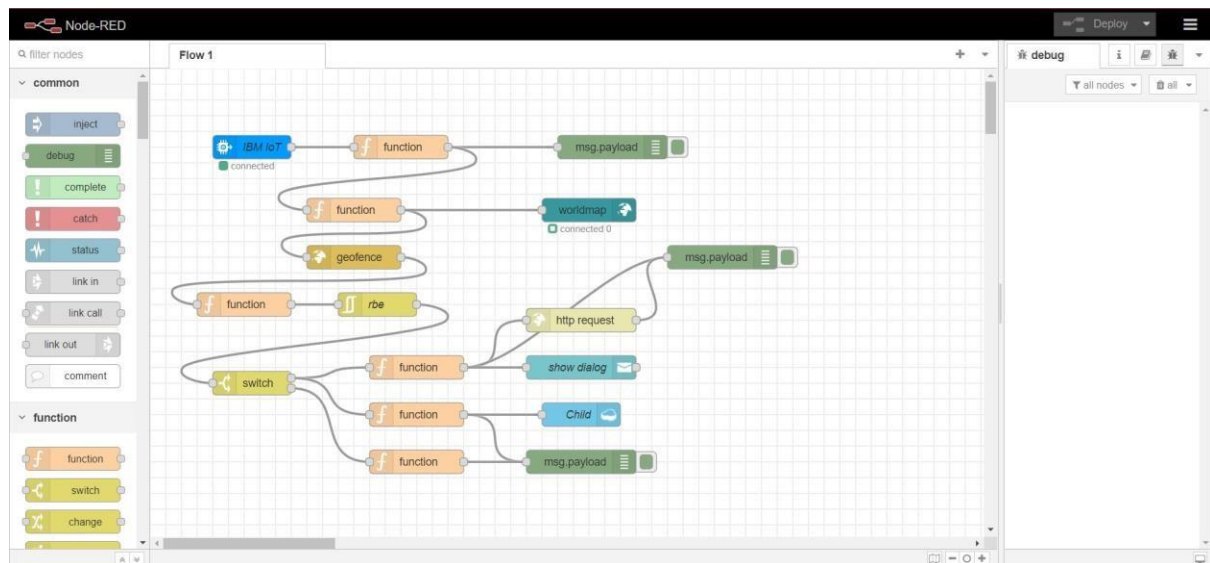 Node-RED
Deploy
filter nodes
common
inject
debug
complete
catch
status
link in
link call
link out
comment
function
function
switch
change
Flow 1
IBM IoT
connected
function
msg.payload
function
worldmap
connected 0
geofence
msg.payload
function
rbe
http request
switch
function
show dialog
function
Child
function
msg.payload
debug
i
all nodes
all